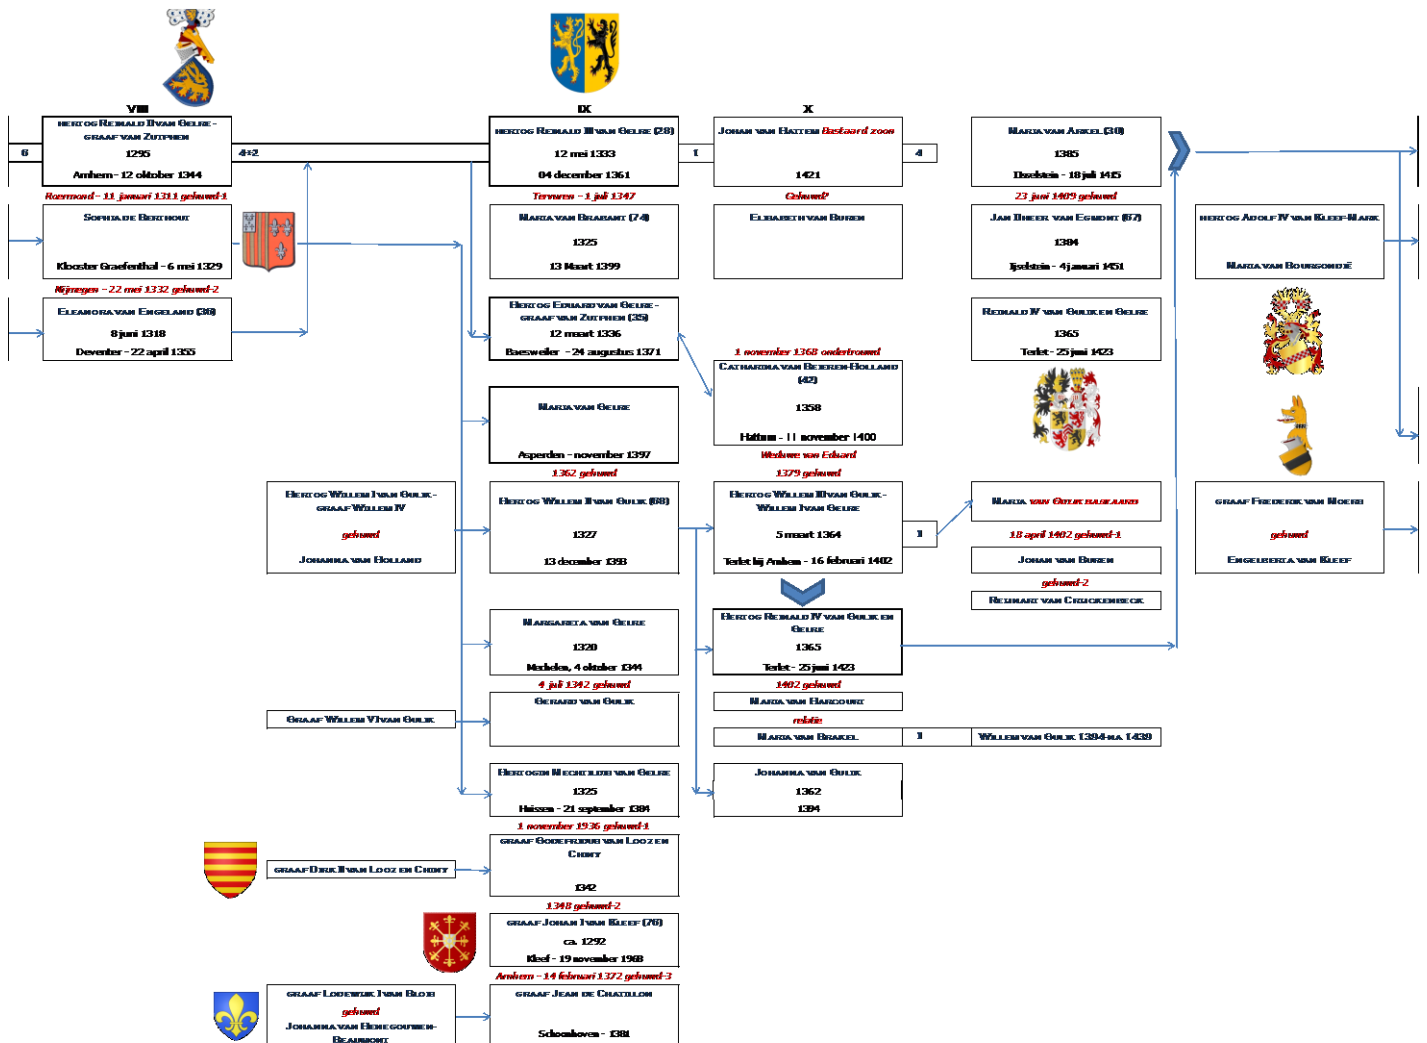 VIII
IX
X
HERTOG REINALD II VAN GELRE -
GRAAF VAN ZUTPHEN
1295
Arnhem - 12 oktober 1344
6
4+2
Roermond - 11 januari 1311 gehuwd-1
SOPHIA DE BERTHOUT
Klooster Graefenthal - 6 mei 1329
Nijmegen - 22 mei 1332 gehuwd-2
ELEANORA VAN ENGELAND (36)
8 juni 1318
Deventer - 22 april 1355
HERTOG REINALD III VAN GELRE (28)
12 mei 1333
04 december 1361
1
Tervuren - 1 juli 1347
MARIA VAN BRABANT (74)
1325
13 Maart 1399
HERTOG EDUARD VAN GELRE -
GRAAF VAN ZUTPHEN (35)
12 maart 1336
Baesweiler - 24 augustus 1371
MARIA VAN GELRE
Asperden - november 1397
1362 gehuwd
HERTOG WILLEM I VAN GULIK -
GRAAF WILLEM IV
gehuwd
JOHANNA VAN HOLLAND
HERTOG WILLEM II VAN GULIK (68)
1327
13 december 1393
MARGARETA VAN GELRE
1320
Mechelen, 4 oktober 1344
4 juli 1342 gehuwd
GRAAF WILLEM VI VAN GULIK
GERARD VAN GULIK
HERTOGIN MECHTILDIS VAN GELRE
1325
Huissen - 21 september 1384
1 november 1936 gehuwd-1
GRAAF DIRK II VAN LOOZ EN CHINY
GRAAF GODEFRIDUS VAN LOOZ EN
CHINY
1342
1348 gehuwd-2
GRAAF JOHAN I VAN KLEEF (76)
ca. 1292
Kleef - 19 november 1968
Arnhem - 14 februari 1372 gehuwd-3
GRAAF LODEWIJK I VAN BLOIS
gehuwd
JOHANNA VAN HENEGOUWEN-
BEAUMONT
GRAAF JEAN DE CHATILLON
Schoonhoven - 1381
JOHAN VAN HATTEM Bastaard zoon
1421
4
Gehuwd?
ELISABETH VAN BUREN
1 november 1368 ondertrouwd
CATHARINA VAN BEIEREN-HOLLAND
(42)
1358
Hattum - 11 november 1400
Weduwe van Eduard
1379 gehuwd
HERTOG WILLEM III VAN GULIK -
WILLEM I VAN GELRE
5 maart 1364
Terlet bij Arnhem - 16 februari 1402
1
HERTOG REINALD IV VAN GULIK EN
GELRE
1365
Terlet - 25 juni 1423
1402 gehuwd
MARIA VAN HARCOURT
relatie
MARIA VAN BRAKEL
1
WILLEM VAN GULIK 1394-NA 1439
JOHANNA VAN GULIK
1362
1394
MARIA VAN ARKEL (30)
1385
IJsselstein - 18 juli 1415
23 juni 1409 gehuwd
JAN II HEER VAN EGMONT (67)
1384
Ijselstein - 4 januari 1451
REINALD IV VAN GULIK EN GELRE
1365
Terlet - 25 juni 1423
MARIA VAN GULIK BASTAARD
18 april 1402 gehuwd-1
JOHAN VAN BUREN
gehuwd-2
REINART VAN CRUCKENBECK
HERTOG ADOLF IV VAN KLEEF-MARK
MARIA VAN BOURGONDIË
GRAAF FREDERIK VAN MOERS
gehuwd
ENGELBERTA VAN KLEEF